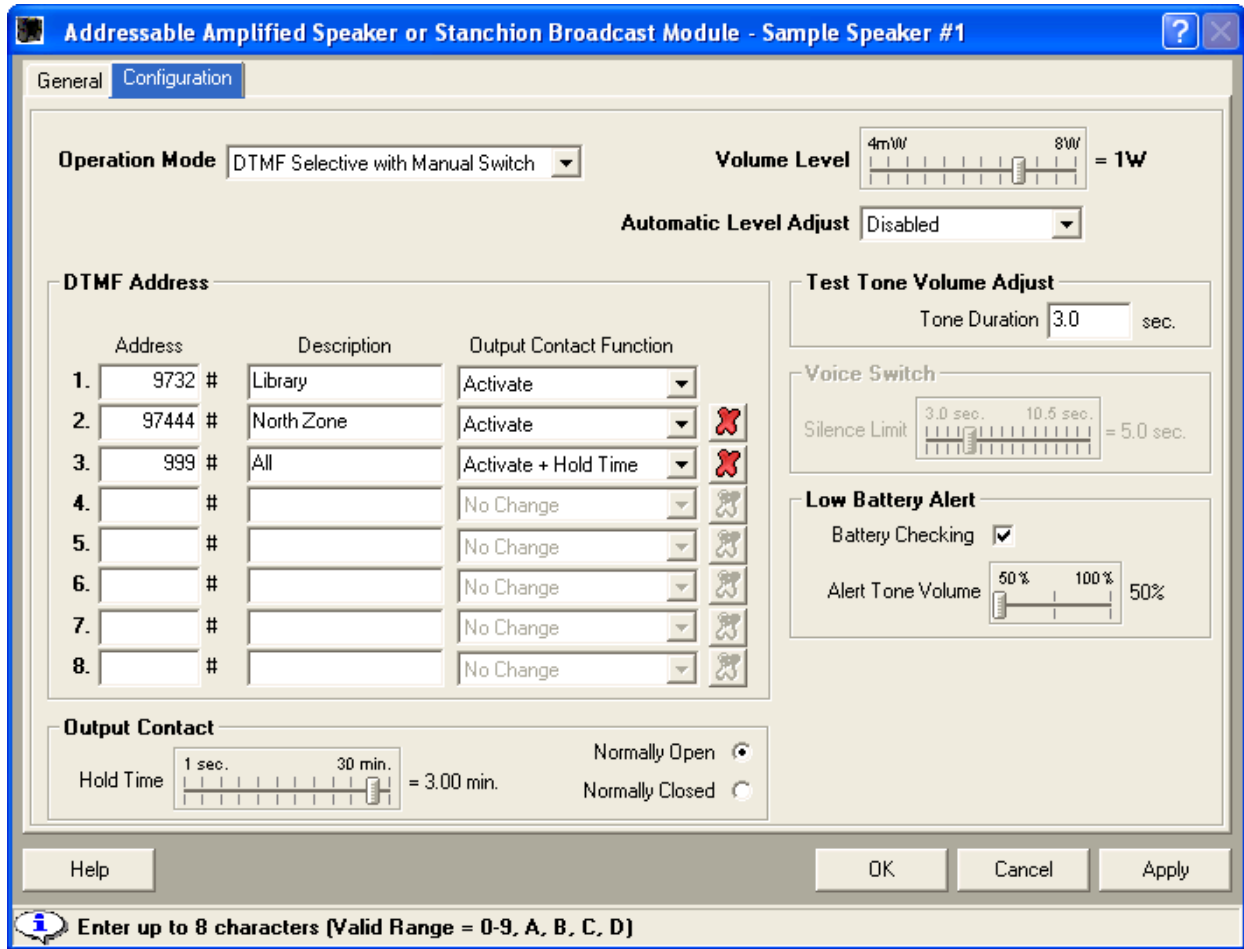 Addressable Amplified Speaker or Stanchion Broadcast Module - Sample Speaker #1
General Configuration
Operation Mode DTMF Selective with Manual Switch
Volume Level 4mW 8W = 1W
Automatic Level Adjust Disabled
DTMF Address
Address Description Output Contact Function
1. 9732 # Library Activate
2. 97444 # North Zone Activate
3. 999 # All Activate + Hold Time
4. # No Change
5. # No Change
6. # No Change
7. # No Change
8. # No Change
Test Tone Volume Adjust
Tone Duration 3.0 sec.
Voice Switch
Silence Limit 3.0 sec. 10.5 sec. = 5.0 sec.
Low Battery Alert
Battery Checking
Alert Tone Volume 50% 100% 50%
Output Contact
Hold Time 1 sec. 30 min. = 3.00 min.
Normally Open
Normally Closed
Help OK Cancel Apply
Enter up to 8 characters (Valid Range = 0-9, A, B, C, D)